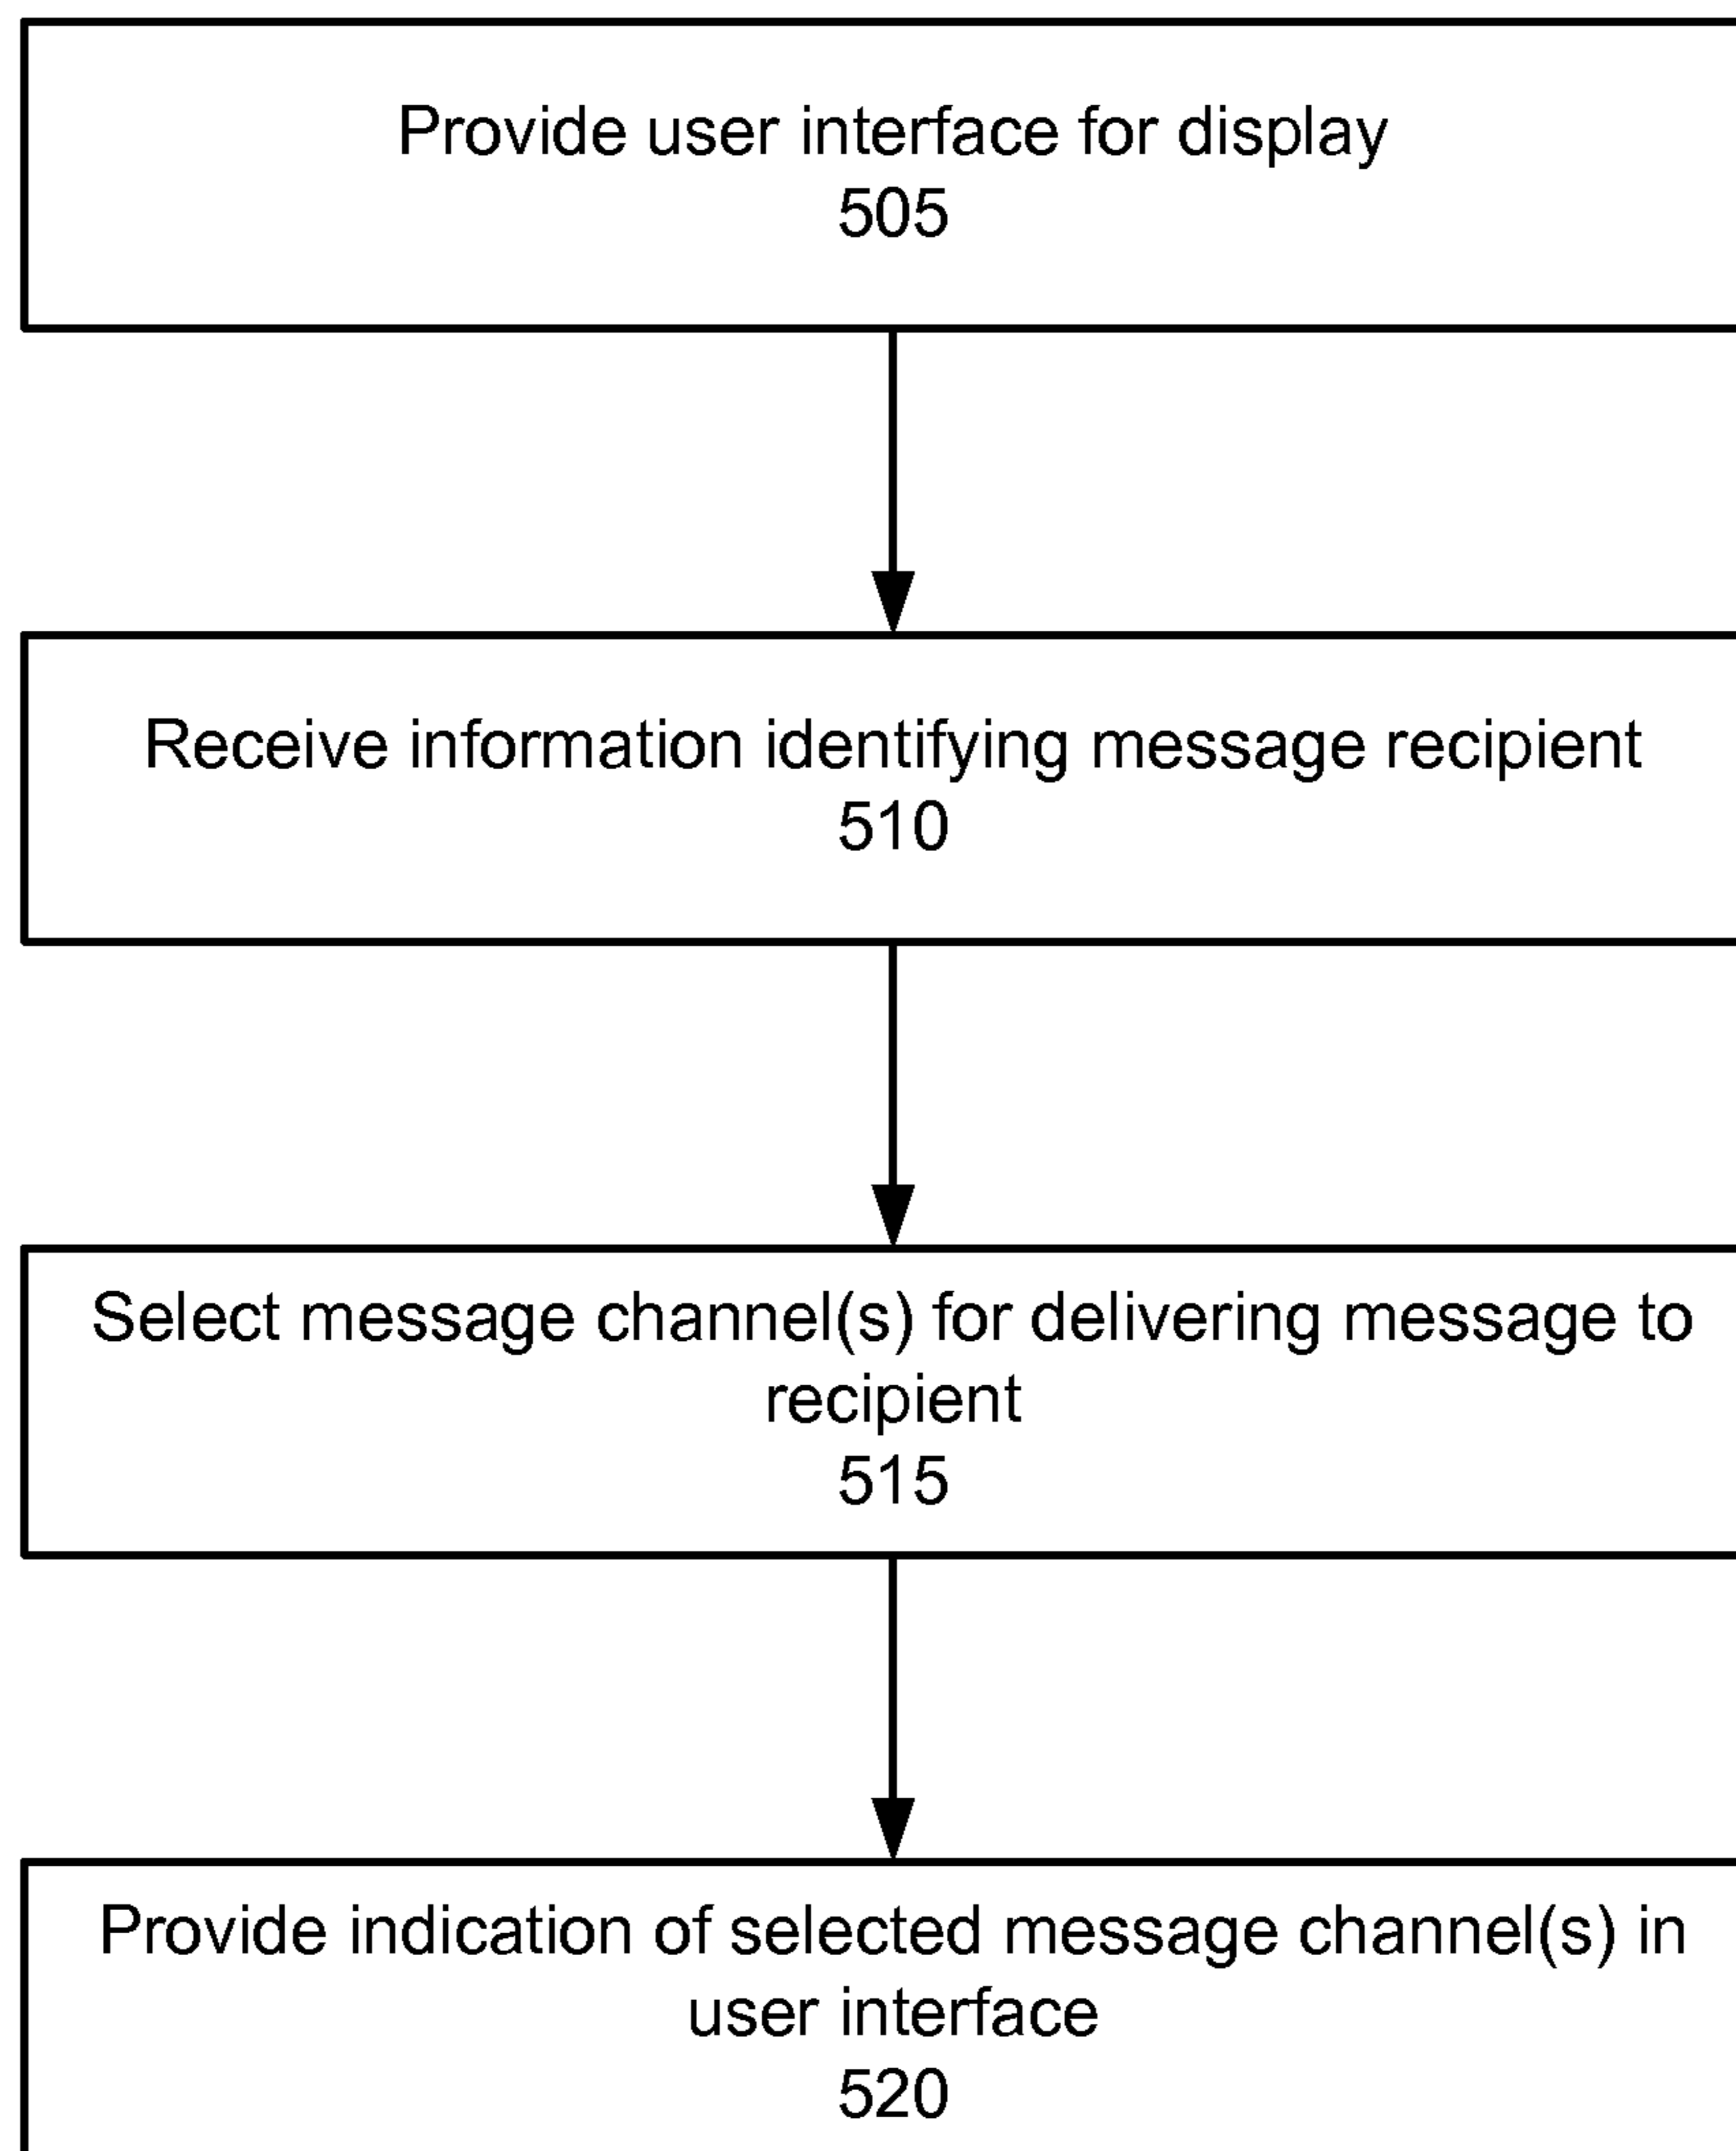 Provide user interface for display
505
Receive information identifying message recipient
510
Select message channel(s) for delivering message to
recipient
515
Provide indication of selected message channel(s) in
user interface
520